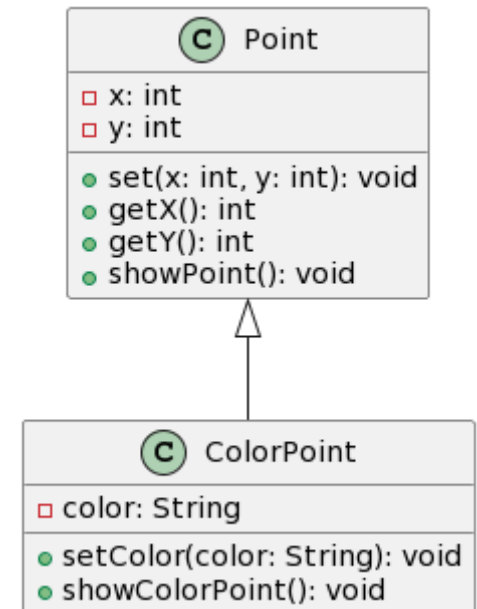 C Point
x: int
y: int
set(x: int, y: int): void
getX(): int
getY(): int
showPoint(): void
C ColorPoint
color: String
setColor(color: String): void
showColorPoint(): void